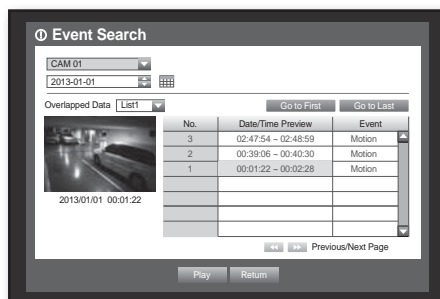 Event Search
CAM 01
2013-01-01
Overlapped Data List1 Go to First Go to Last
No. Date/Time Preview Event
3 02:47:54 ~ 02:48:59 Motion
2 00:39:06 ~ 00:40:30 Motion
1 00:01:22 ~ 00:02:28 Motion
2013/01/01 00:01:22
Previous/Next Page
Play Return